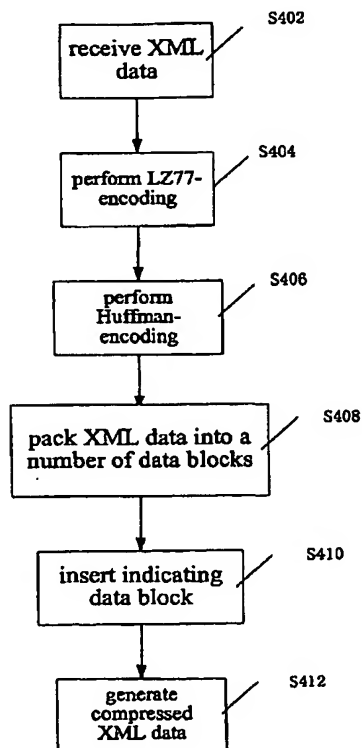 S402
receive XML
data
S404
perform LZ77-
encoding
S406
perform
Huffman-
encoding
S408
pack XML data into a
number of data blocks
S410
insert indicating
data block
S412
generate
compressed
XML data